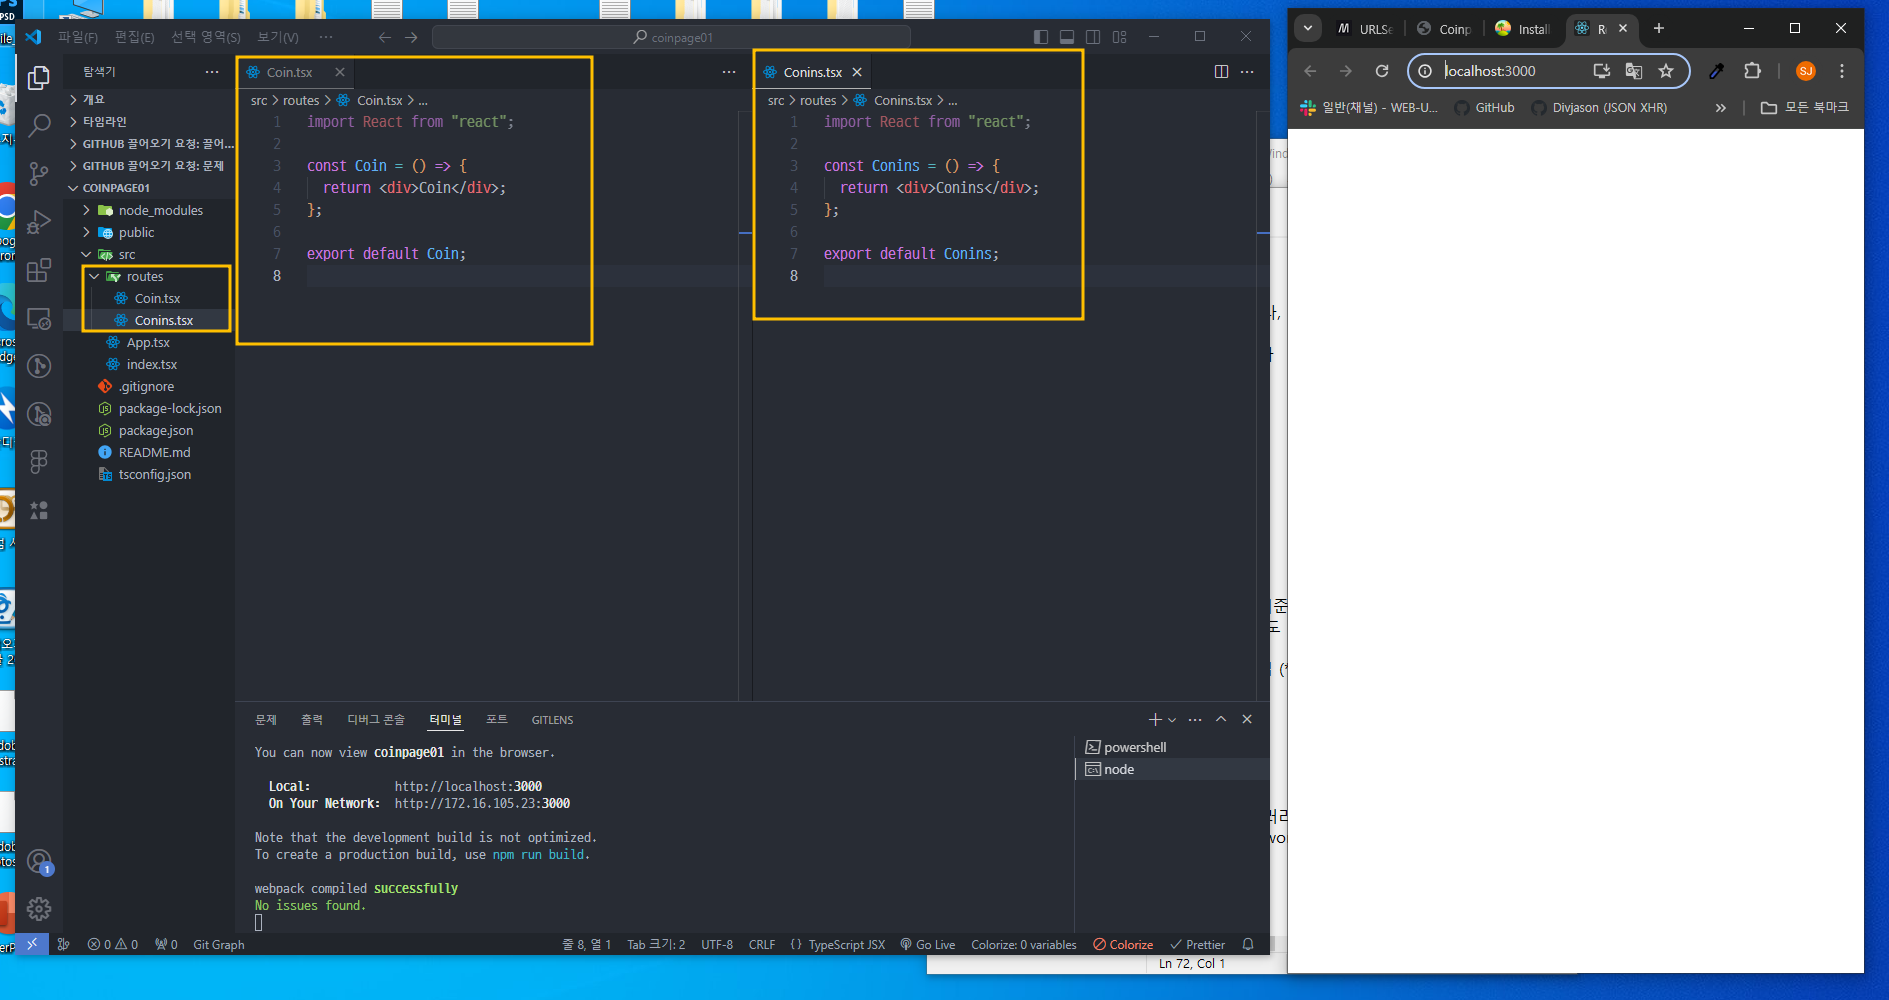 파일(F) 편집(E) 선택 영역(S) 보기(V) ··· coinpage01
탐색기 ···
개요
타임라인
GITHUB 끌어오기 요청: 끌어...
GITHUB 끌어오기 요청: 문제
COINPAGE01
node_modules
public
src
routes
Coin.tsx
Conins.tsx
App.tsx
index.tsx
.gitignore
package-lock.json
package.json
README.md
tsconfig.json
Coin.tsx
src > routes > Coin.tsx > ...
1 import React from "react";
2
3 const Coin = () => {
4 return <div>Coin</div>;
5 };
6
7 export default Coin;
8
Conins.tsx
src > routes > Conins.tsx > ...
1 import React from "react";
2
3 const Conins = () => {
4 return <div>Conins</div>;
5 };
6
7 export default Conins;
8
문제 출력 디버그 콘솔 터미널 포트 GITLENS
You can now view coinpage01 in the browser.
Local: http://localhost:3000
On Your Network: http://172.16.105.23:3000
Note that the development build is not optimized.
To create a production build, use npm run build.
webpack compiled successfully
No issues found.
powershell
node
1
0 0 0 Git Graph 줄 8, 열 1 Tab 크기: 2 UTF-8 CRLF {} TypeScript JSX Go Live Colorize: 0 variables Colorize Prettier
Ln 72, Col 1
URLSe Coinp Install Re
localhost:3000 SJ
일반(채널) - WEB-U... GitHub Divjason (JSON XHR) » 모든 북마크